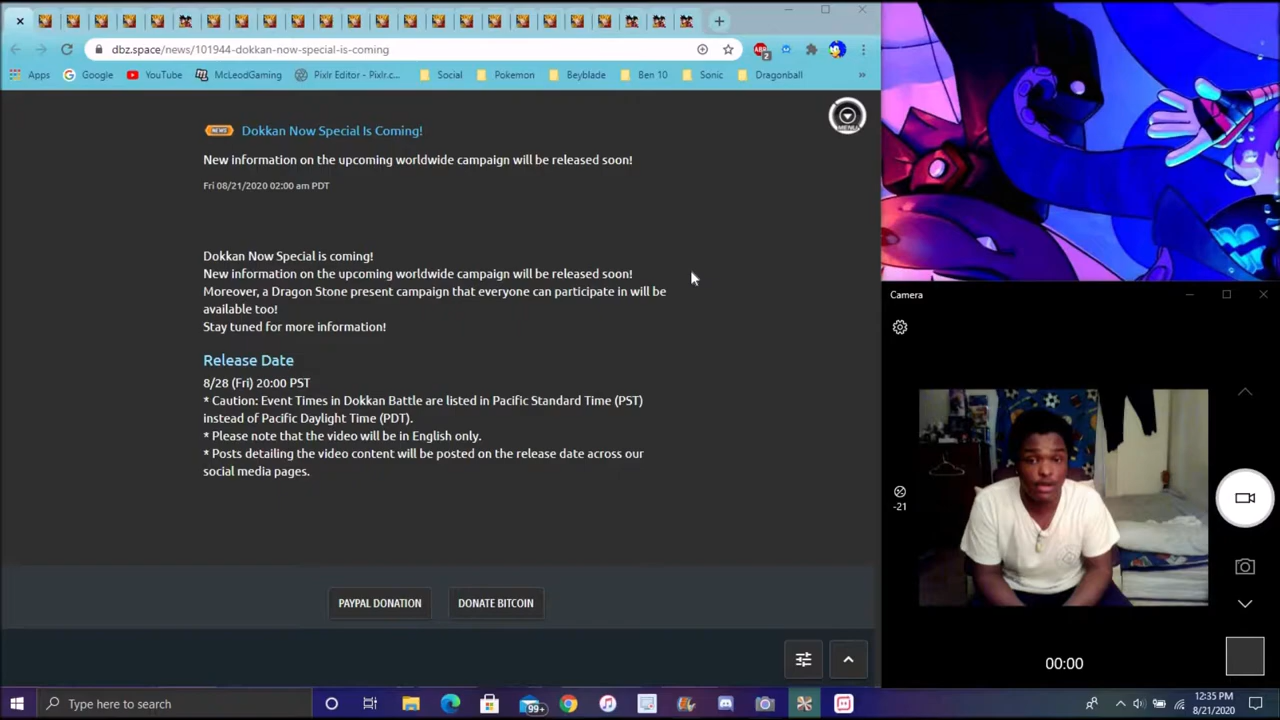 dbz.space/news/101944-dokkan-now-special-is-coming
ABP
2
Apps
Google
YouTube
McLeodGaming
Pixlr Editor - Pixlr.c...
Social
Pokemon
Beyblade
Ben 10
Sonic
Dragonball
»
NEWS
Dokkan Now Special Is Coming!
MENU
New information on the upcoming worldwide campaign will be released soon!
Fri 08/21/2020 02:00 am PDT
Dokkan Now Special is coming!
New information on the upcoming worldwide campaign will be released soon!
Moreover, a Dragon Stone present campaign that everyone can participate in will be
available too!
Stay tuned for more information!
Release Date
8/28 (Fri) 20:00 PST
* Caution: Event Times in Dokkan Battle are listed in Pacific Standard Time (PST)
instead of Pacific Daylight Time (PDT).
* Please note that the video will be in English only.
* Posts detailing the video content will be posted on the release date across our
social media pages.
PAYPAL DONATION
DONATE BITCOIN
Camera
-21
00:00
Type here to search
99+
12:35 PM
8/21/2020